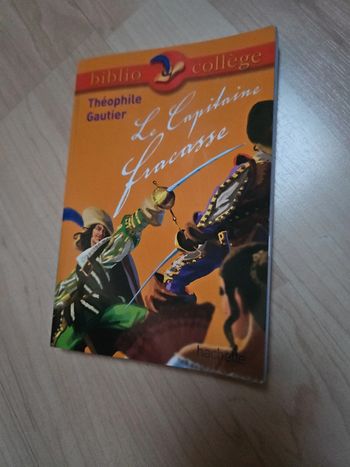 biblio collège
Théophile
Gautier
Le Capitaine
fracasse
hachette